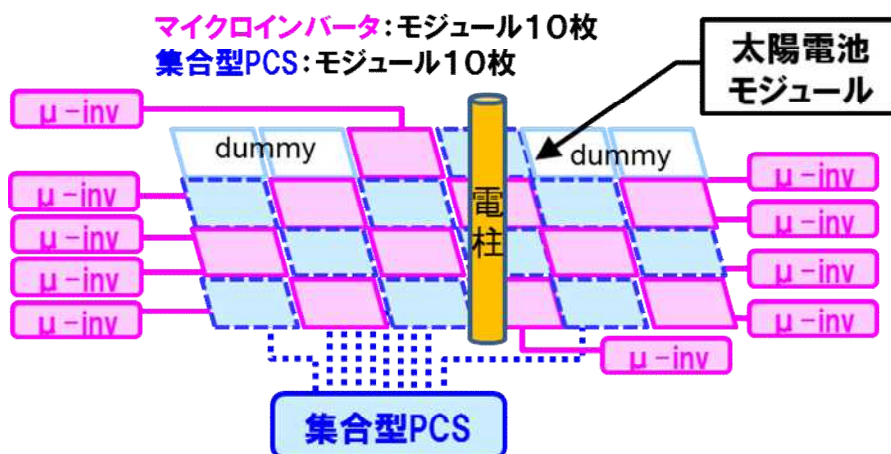 マイクロインバータ:モジュール10枚
集合型PCS:モジュール10枚
太陽電池
モジュール
μ-inv
dummy
dummy
μ-inv
μ-inv
μ-inv
μ-inv
電柱
μ-inv
μ-inv
μ-inv
μ-inv
μ-inv
集合型PCS